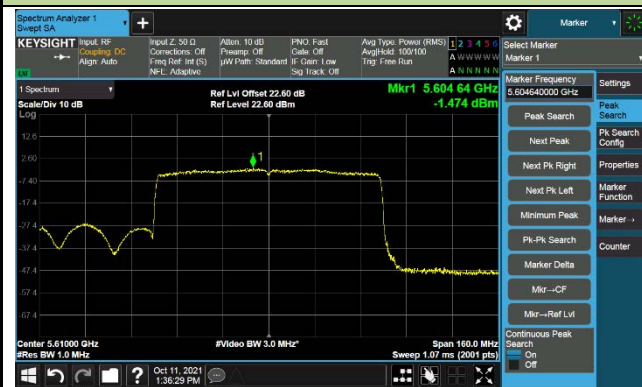 Spectrum Analyzer 1
Swept SA
+
Marker
KEYSIGHT
Input: RF
Coupling: DC
Align: Auto
Input Z: 50 Ω
Corrections: Off
Freq Ref: Int (S)
NFE: Adaptive
Atten: 10 dB
Preamp: Off
µW Path: Standard
PNO: Fast
Gate: Off
IF Gain: Low
Sig Track: Off
Avg Type: Power (RMS)
Avg|Hold: 100/100
Trig: Free Run
1 2 3 4 5 6
A W W W W W
A N N N N N
Select Marker
Marker 1
1 Spectrum
Scale/Div 10 dB
Log
Ref Lvl Offset 22.60 dB
Ref Level 22.60 dBm
Mkr1 5.604 64 GHz
-1.474 dBm
12.6
2.60
-7.40
-17.4
-27.4
-37.4
-47.4
-57.4
-67.4
1
Center 5.61000 GHz
#Res BW 1.0 MHz
#Video BW 3.0 MHz*
Span 160.0 MHz
Sweep 1.07 ms (2001 pts)
Marker Frequency
5.604640000 GHz
Peak Search
Next Peak
Next Pk Right
Next Pk Left
Minimum Peak
Pk-Pk Search
Marker Delta
Mkr→CF
Mkr→Ref Lvl
Continuous Peak
Search
On
Off
Settings
Peak
Search
Pk Search
Config
Properties
Marker
Function
Marker→
Counter
?
Oct 11, 2021
1:36:29 PM